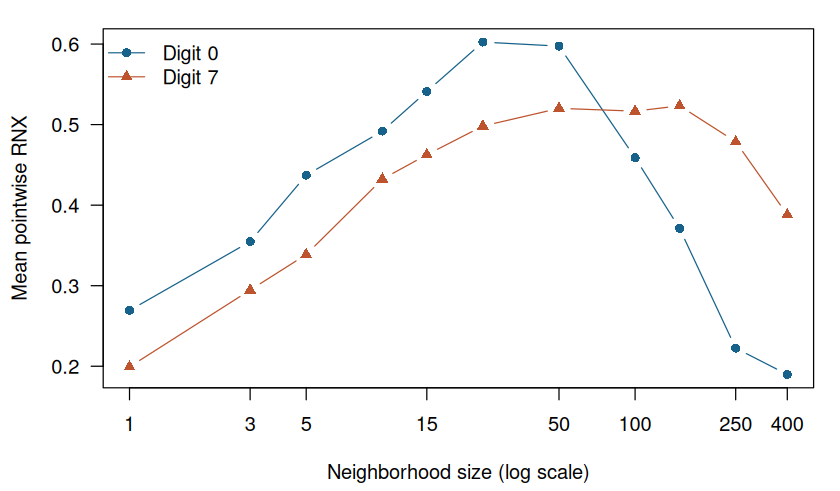 Digit 0
Digit 7
Mean pointwise RNX
0.6
0.5
0.4
0.3
0.2
1 3 5 15 50 100 250 400
Neighborhood size (log scale)